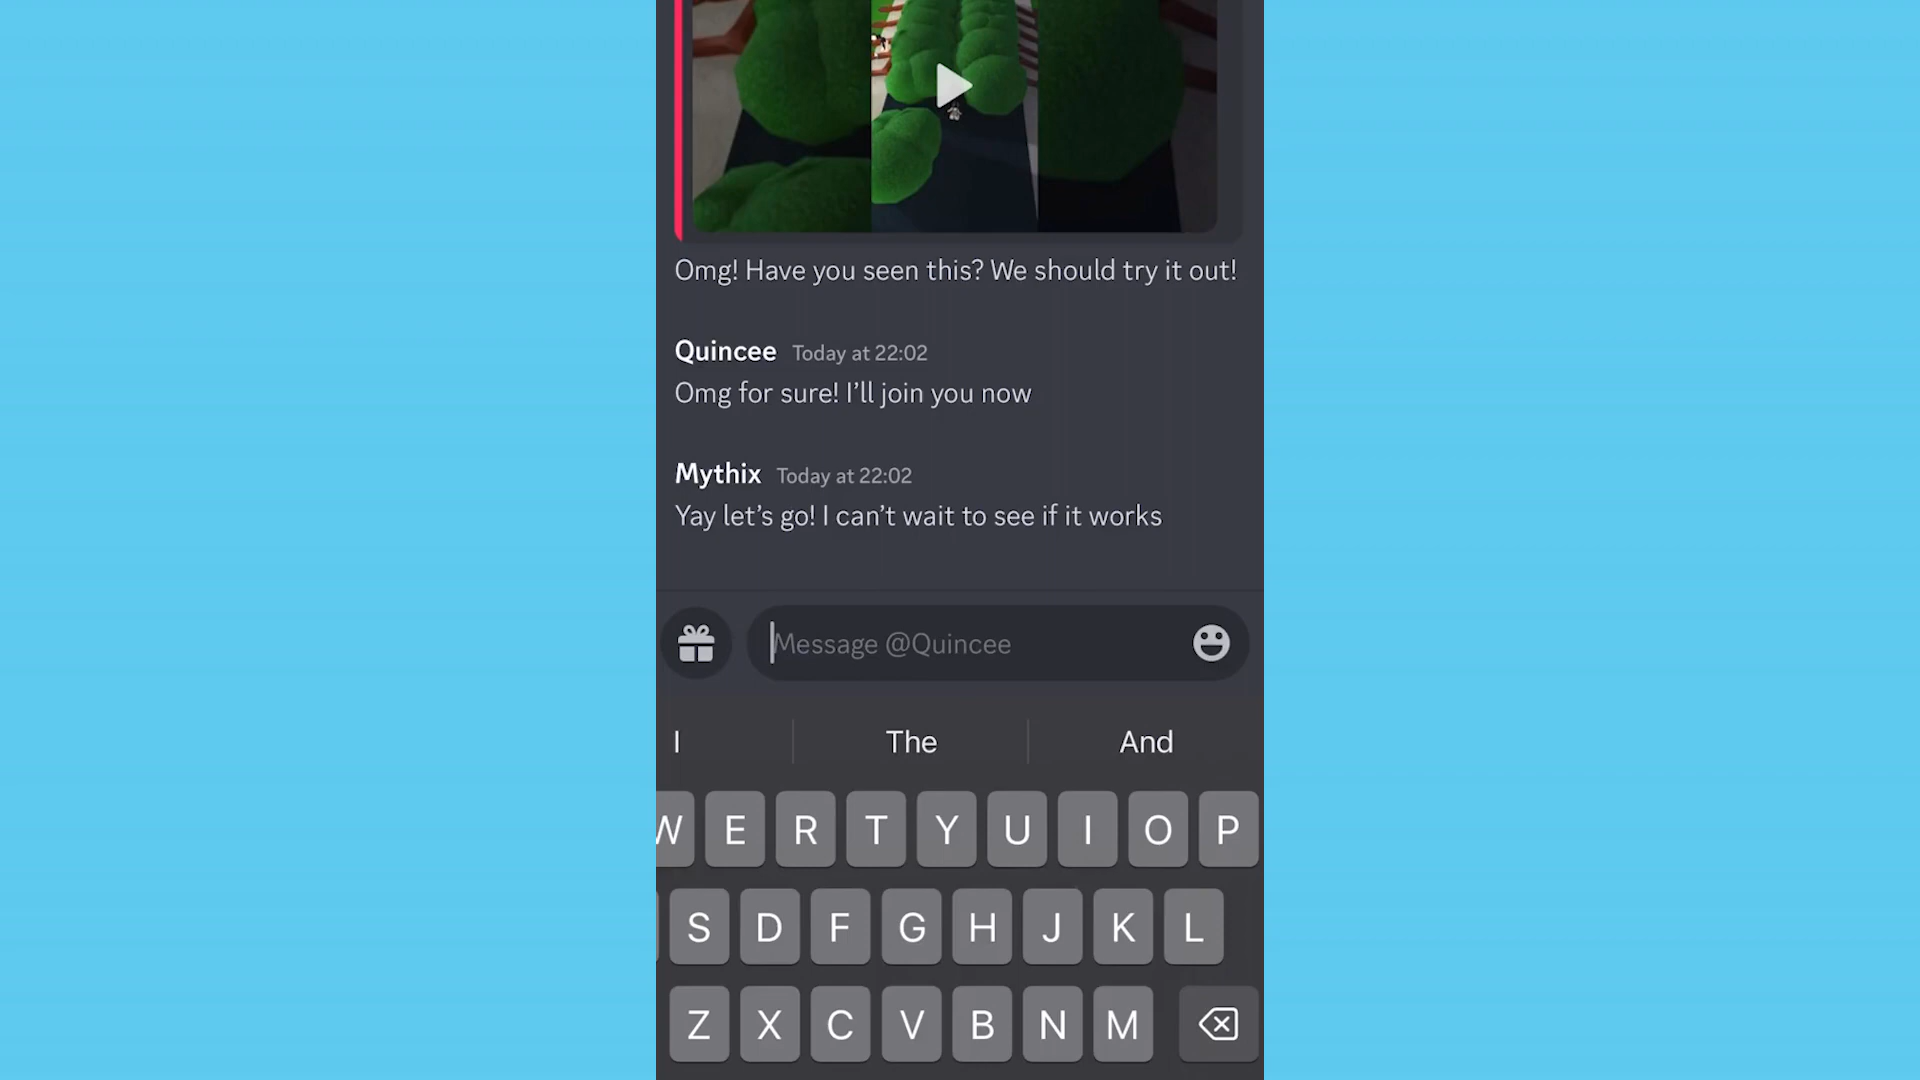 Omg! Have you seen this? We should try it out!
Quincee Today at 22:02
Omg for sure! I’ll join you now
Mythix Today at 22:02
Yay let’s go! I can’t wait to see if it works
Message @Quincee
I The And
W E R T Y U I O P
S D F G H J K L
Z X C V B N M